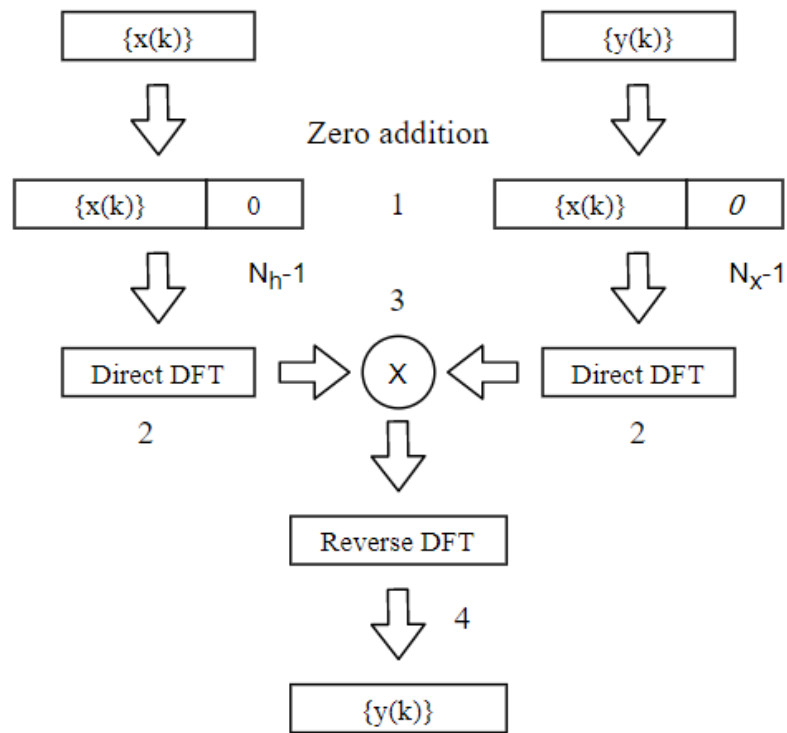 {x(k)} {y(k)}
Zero addition
{x(k)} 0 1 {x(k)} 0
Nh-1 Nx-1
3
Direct DFT X Direct DFT
2 2
Reverse DFT
4
{y(k)}